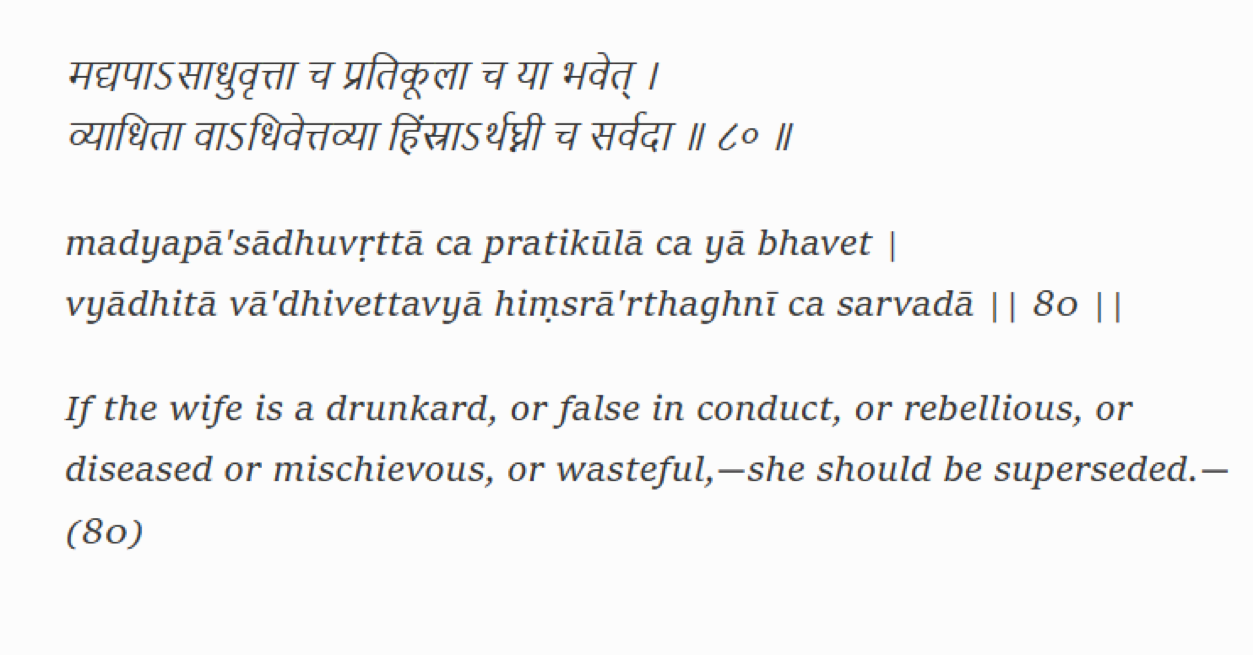 मद्यपाऽसाधुवृत्ता च प्रतिकूला च या भवेत् ।
व्याधिता वाऽधिवेत्तव्या हिंस्राऽर्थघ्नी च सर्वदा ॥ ८० ॥
madyapā'sādhuvṛttā ca pratikūlā ca yā bhavet |
vyādhitā vā'dhivettavyā hiṃsrā'rthaghnī ca sarvadā || 80 ||
If the wife is a drunkard, or false in conduct, or rebellious, or
diseased or mischievous, or wasteful,—she should be superseded.—
(80)